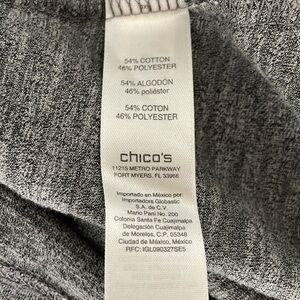 54% COTTON
46% POLYESTER
54% ALGODÓN
46% poliéster
54% COTON
46% POLYESTER
chico's
11215 METRO PARKWAY
FORT MYERS, FL 33966
Importado en México por:
Importadora Globastic
S.A. de C.V.
Mario Pani No. 200
Colonia Santa Fe Cuajimalpa
Delegación Cuajimalpa
de Morelos, C.P. 05348
Ciudad de México, México
RFC: IGL090327SE5